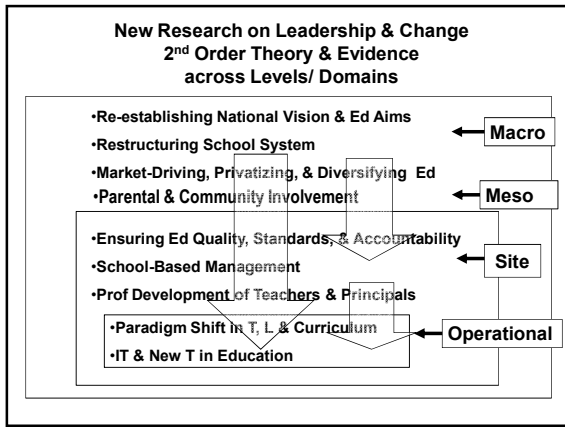 New Research on Leadership & Change
2nd Order Theory & Evidence
across Levels/ Domains
•Re-establishing National Vision & Ed Aims
Macro
•Restructuring School System
•Market-Driving, Privatizing, & Diversifying Ed
•Parental & Community Involvement
Meso
•Ensuring Ed Quality, Standards, & Accountability
•School-Based Management
Site
•Prof Development of Teachers & Principals
•Paradigm Shift in T, L & Curriculum
Operational
•IT & New T in Education